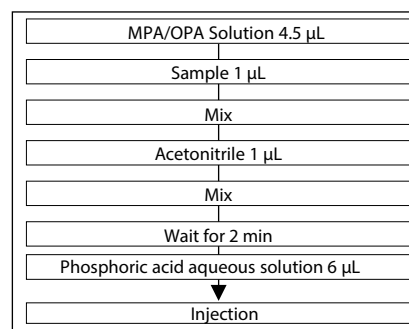 MPA/OPA Solution 4.5 µL
Sample 1 µL
Mix
Acetonitrile 1 µL
Mix
Wait for 2 min
Phosphoric acid aqueous solution 6 µL
Injection